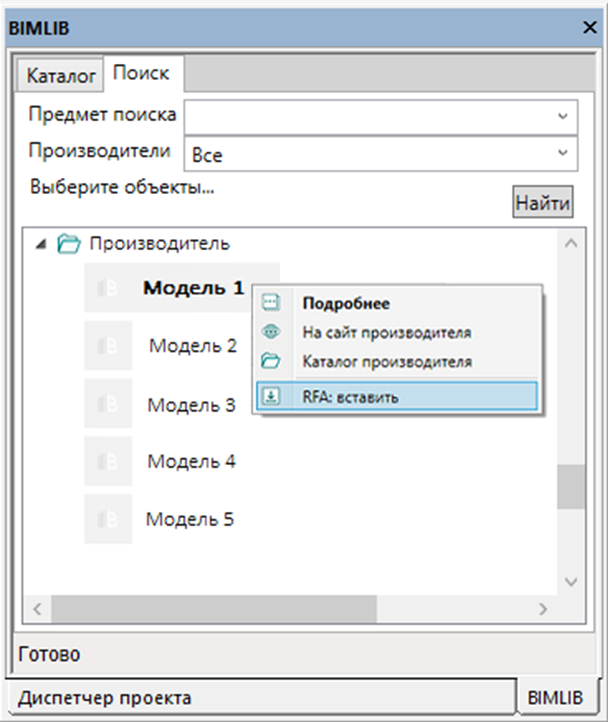 BIMLIB
Каталог Поиск
Предмет поиска
Производители Все
Выберите объекты...
Найти
Производитель
Модель 1
Подробнее
На сайт производителя
Модель 2
Каталог производителя
RFA: вставить
Модель 3
Модель 4
Модель 5
Готово
Диспетчер проекта BIMLIB